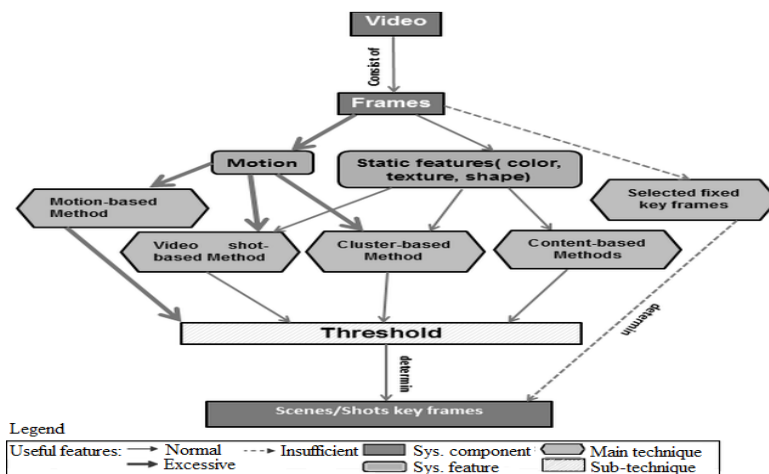 Video
Consist of
Frames
Motion
Static features( color,
texture, shape)
Motion-based
Method
Selected fixed
key frames
Video shot-
based Method
Cluster-based
Method
Content-based
Methods
Threshold
determin
determin
Scenes/Shots key frames
Legend
Useful features: Normal Insufficient Sys. component Main technique
Excessive Sys. feature Sub-technique